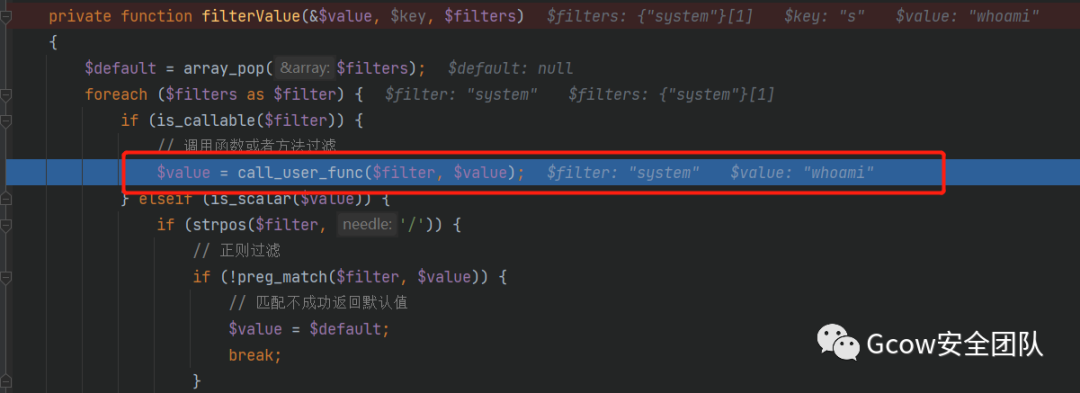 private function filterValue(&$value, $key, $filters) $filters: {"system"}[1] $key: "s" $value: "whoami"
{
$default = array_pop( &array: $filters); $default: null
foreach ($filters as $filter) { $filter: "system" $filters: {"system"}[1]
if (is_callable($filter)) {
// 调用函数或者方法过滤
$value = call_user_func($filter, $value); $filter: "system" $value: "whoami"
} elseif (is_scalar($value)) {
if (strpos($filter, needle: '/')) {
// 正则过滤
if (!preg_match($filter, $value)) {
// 匹配不成功返回默认值
$value = $default;
break;
}
Gcow安全团队